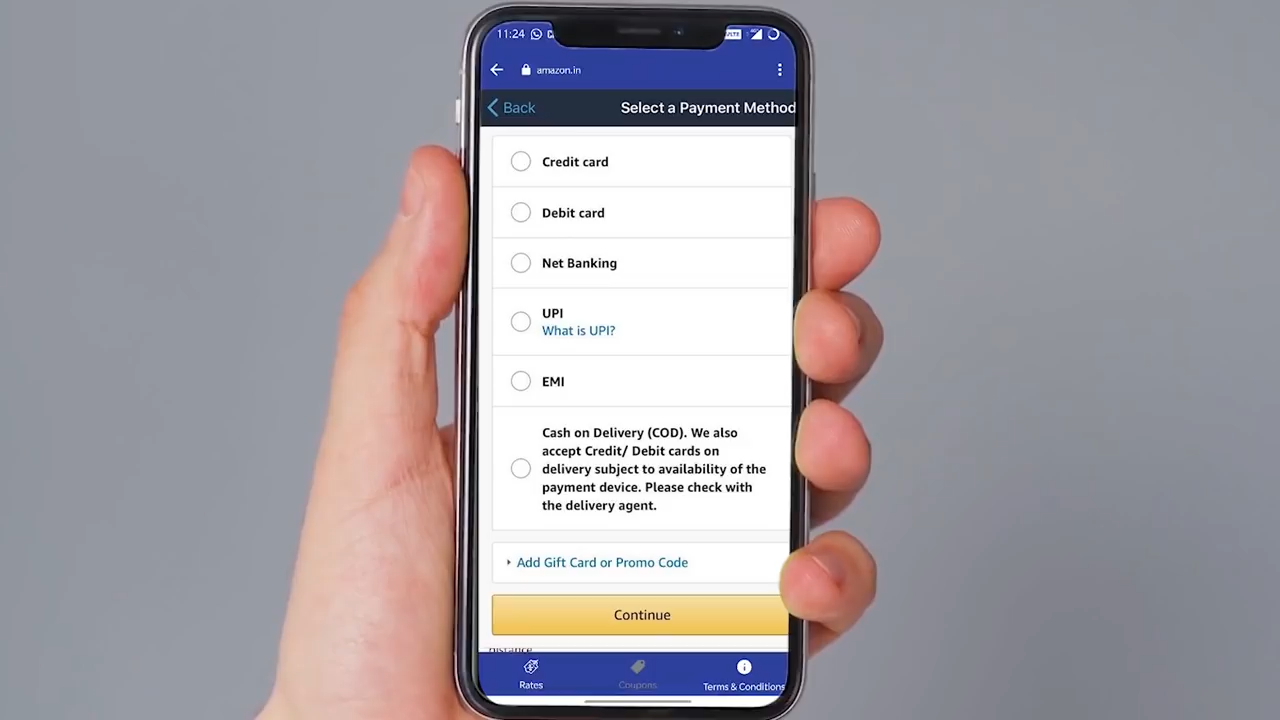 11:24
amazon.in
Back
Select a Payment Method
Credit card
Debit card
Net Banking
UPI
What is UPI?
EMI
Cash on Delivery (COD). We also
accept Credit/ Debit cards on
delivery subject to availability of the
payment device. Please check with
the delivery agent.
Add Gift Card or Promo Code
Continue
distance
Rates
Coupons
Terms & Conditions